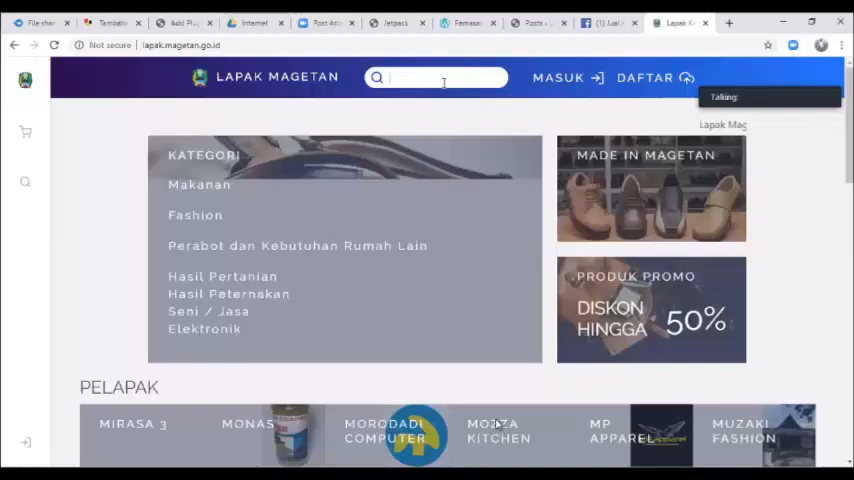 File shar
Tambahk
Add Plug
Internet
Post Atte
Jetpack
Pemasar
Posts ‹ L
(1) Jual A
Lapak K
Not secure | lapak.magetan.go.id
LAPAK MAGETAN
MASUK
DAFTAR
Talking:
Lapak Mag
KATEGORI
Makanan
Fashion
Perabot dan Kebutuhan Rumah Lain
Hasil Pertanian
Hasil Peternakan
Seni / Jasa
Elektronik
MADE IN MAGETAN
PRODUK PROMO
DISKON
HINGGA
50%
PELAPAK
MIRASA 3
MONAS
MORODADI
COMPUTER
MOZZA
KITCHEN
MP
APPAREL
MUZAKI
FASHION